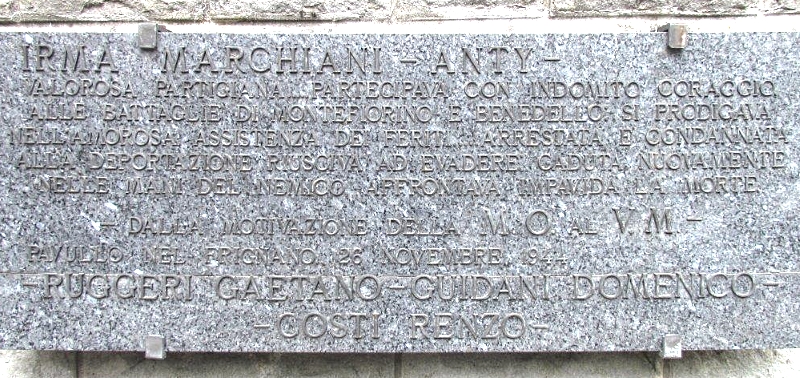 IRMA MARCHIANI - ANTY -
VALOROSA PARTIGIANA PARTECIPAVA CON INDOMITO CORAGGIO
ALLE BATTAGLIE DI MONTEFIORINO E BENEDELLO. SI PRODIGAVA
NELL'AMOROSA ASSISTENZA DE' FERITI. ARRESTATA E CONDANNATA
ALLA DEPORTAZIONE RIUSCIVA AD EVADERE CADUTA NUOVAMENTE
NELLE MANI DEL NEMICO AFFRONTAVA IMPAVIDA LA MORTE
- DALLA MOTIVAZIONE DELLA M.O. AL V.M. -
PAVULLO NEL FRIGNANO. 26 NOVEMBRE 1944
- RUGGERI GAETANO - GUIDANI DOMENICO -
- COSTI RENZO -